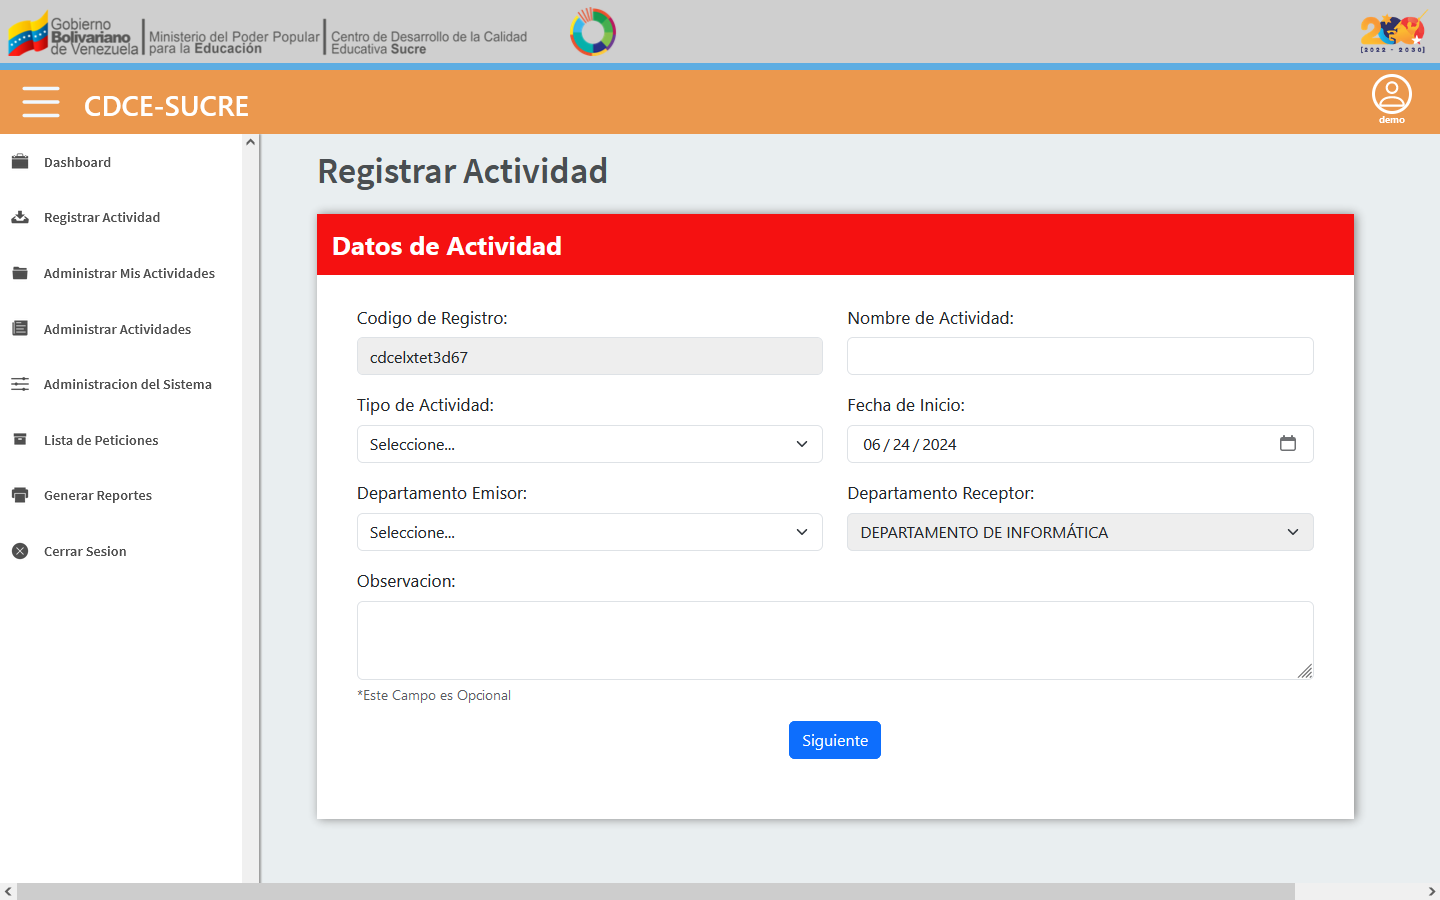 Gobierno
Bolivariano
de Venezuela
Ministerio del Poder Popular
para la Educación
Centro de Desarrollo de la Calidad
Educativa Sucre
200
[2022 - 2030]
CDCE-SUCRE
demo
Dashboard
Registrar Actividad
Administrar Mis Actividades
Administrar Actividades
Administracion del Sistema
Lista de Peticiones
Generar Reportes
Cerrar Sesion
Registrar Actividad
Datos de Actividad
Codigo de Registro:
cdcelxtet3d67
Nombre de Actividad:
Tipo de Actividad:
Seleccione...
Fecha de Inicio:
06/24/2024
Departamento Emisor:
Seleccione...
Departamento Receptor:
DEPARTAMENTO DE INFORMÁTICA
Observacion:
*Este Campo es Opcional
Siguiente